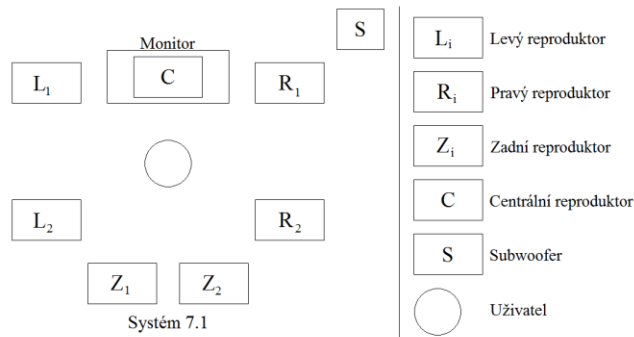 S
Monitor
C
L₁
R₁
L₂
R₂
Z₁
Z₂
Systém 7.1
Lᵢ Levý reproduktor
Rᵢ Pravý reproduktor
Zᵢ Zadní reproduktor
C Centrální reproduktor
S Subwoofer
Uživatel